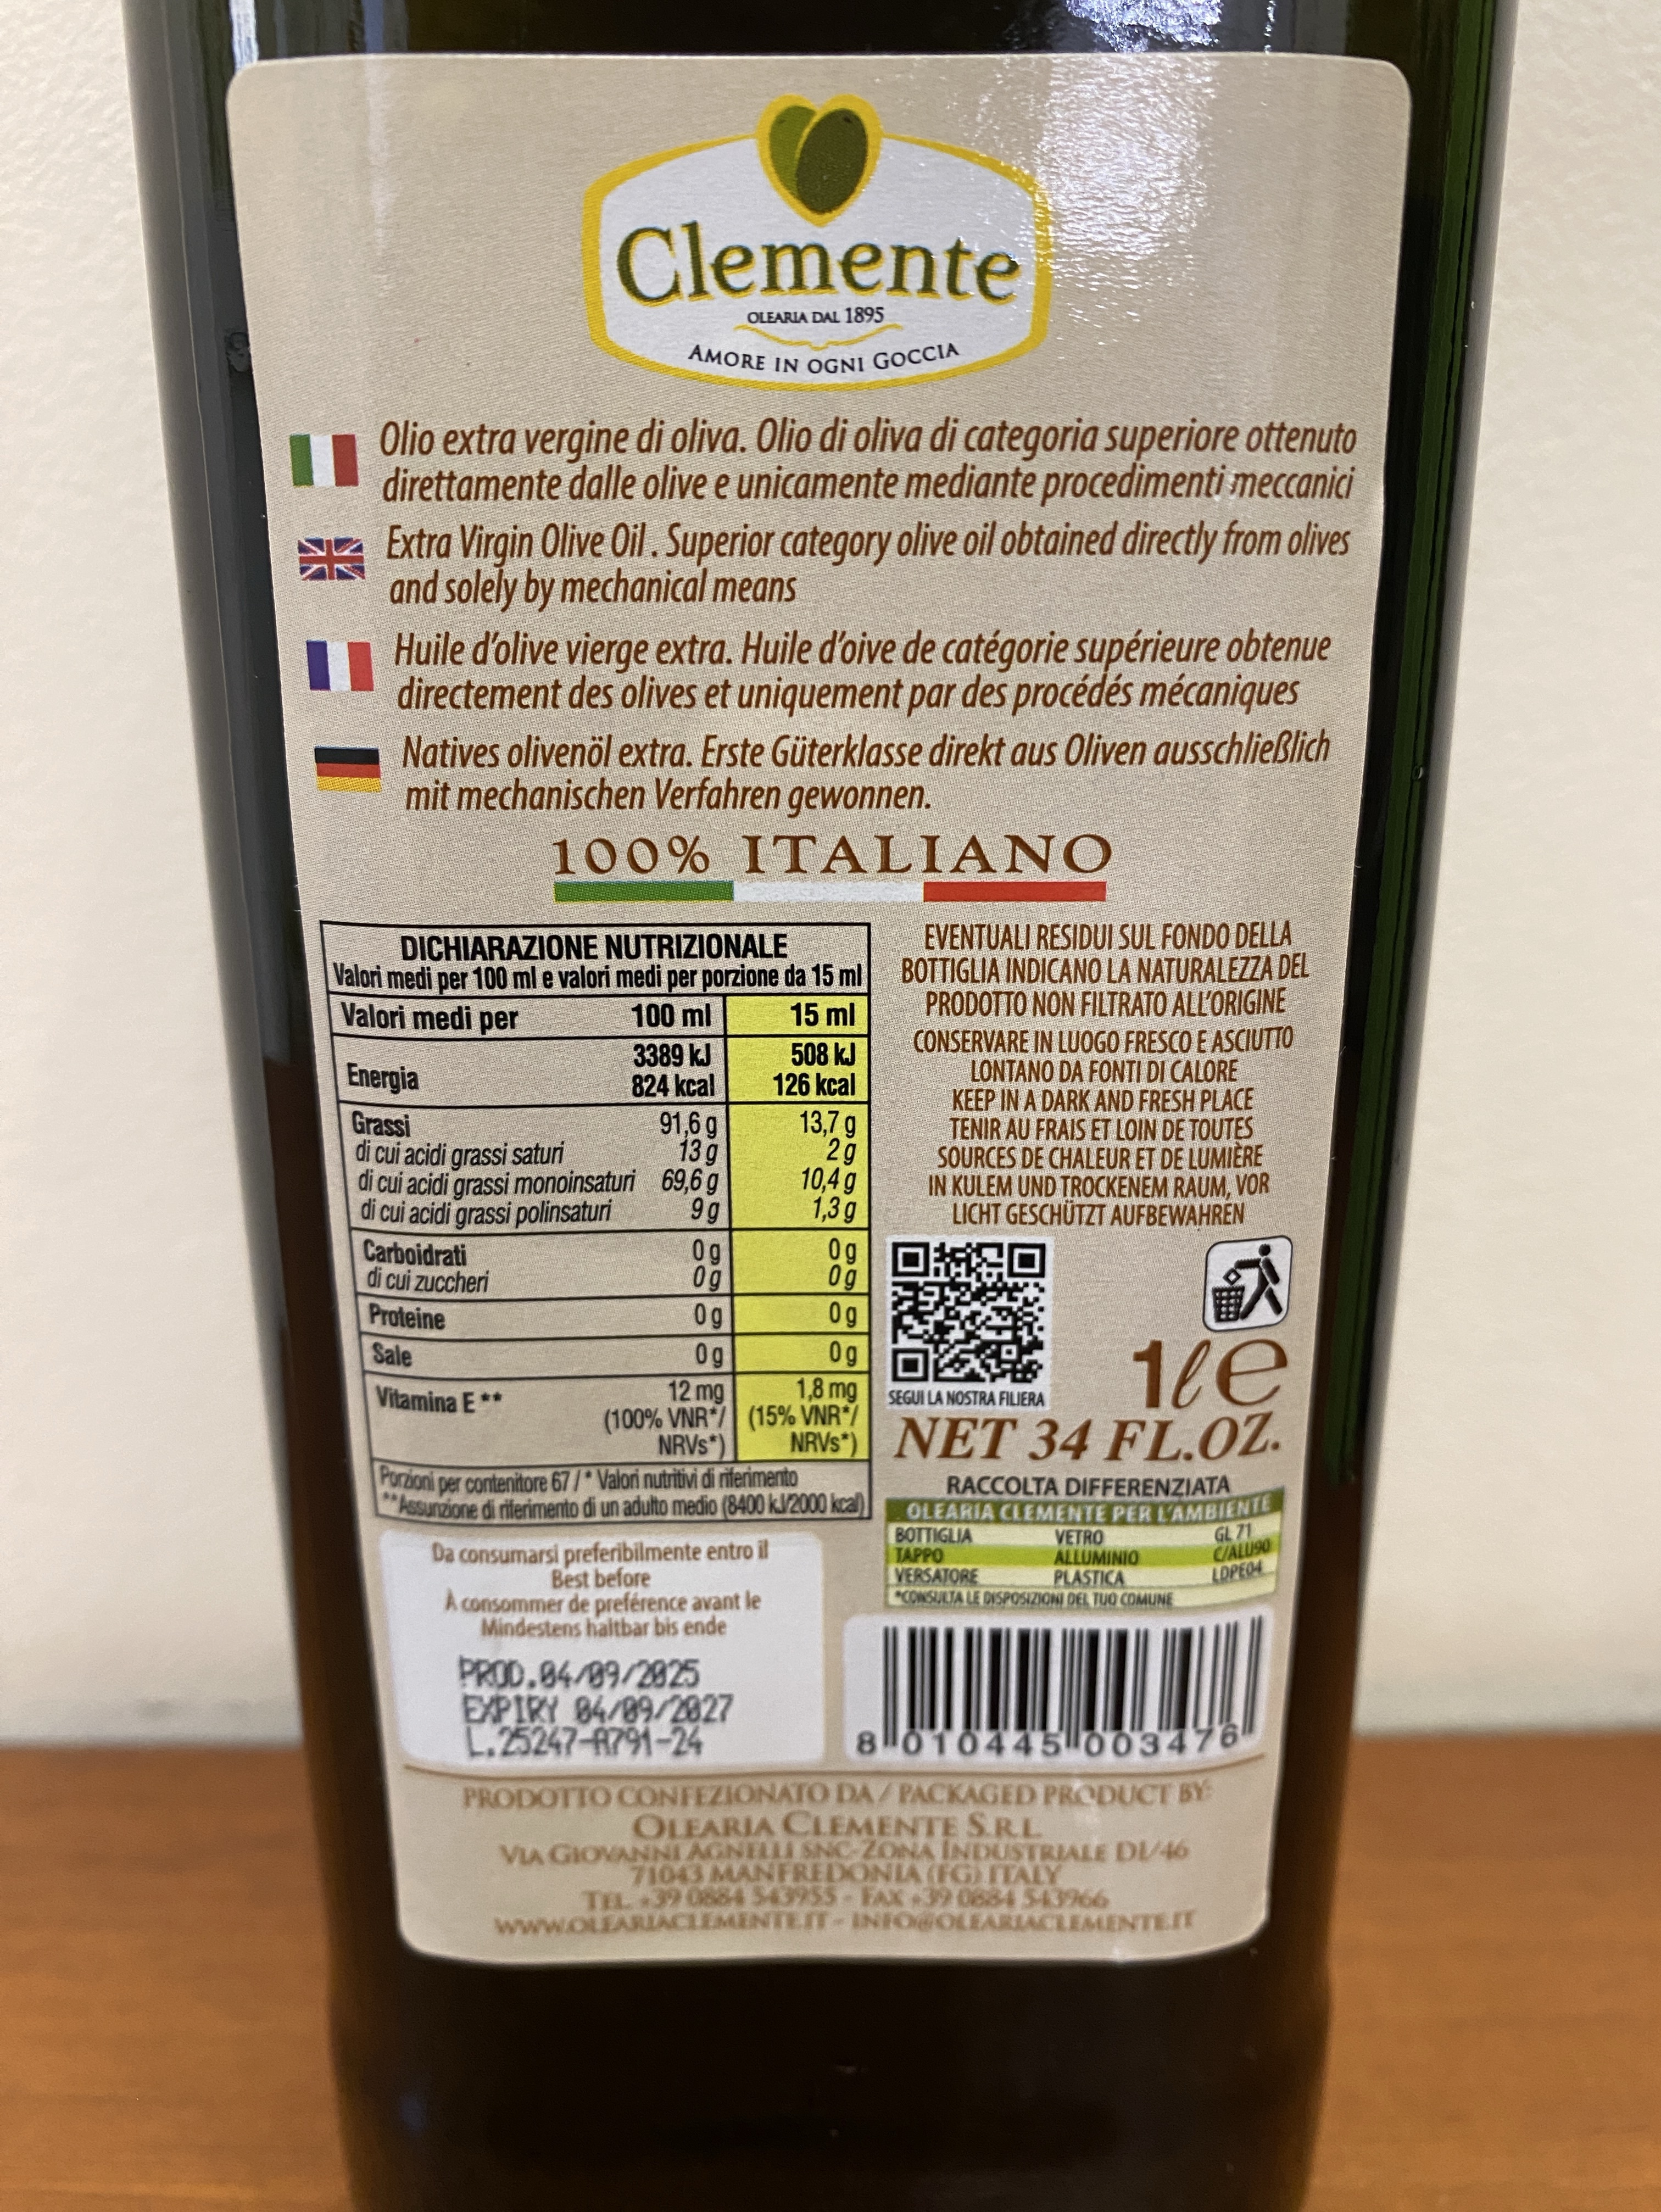 Clemente
OLEARIA DAL 1895
AMORE IN OGNI GOCCIA
Olio extra vergine di oliva. Olio di oliva di categoria superiore ottenuto
direttamente dalle olive e unicamente mediante procedimenti meccanici
Extra Virgin Olive Oil . Superior category olive oil obtained directly from olives
and solely by mechanical means
Huile d'olive vierge extra. Huile d'oive de catégorie supérieure obtenue
directement des olives et uniquement par des procédés mécaniques
Natives olivenöl extra. Erste Güterklasse direkt aus Oliven ausschließlich
mit mechanischen Verfahren gewonnen.
100% ITALIANO
DICHIARAZIONE NUTRIZIONALE
Valori medi per 100 ml e valori medi per porzione da 15 ml
Valori medi per 100 ml 15 ml
3389 kJ 508 kJ
Energia 824 kcal 126 kcal
Grassi 91,6 g 13,7 g
di cui acidi grassi saturi 13 g 2 g
di cui acidi grassi monoinsaturi 69,6 g 10,4 g
di cui acidi grassi polinsaturi 9 g 1,3 g
Carboidrati 0 g 0 g
di cui zuccheri 0 g 0 g
Proteine 0 g 0 g
Sale 0 g 0 g
Vitamina E ** 12 mg 1,8 mg
(100% VNR*/ (15% VNR*/
NRVs*) NRVs*)
Porzioni per contenitore 67 / * Valori nutritivi di riferimento
**Assunzione di riferimento di un adulto medio (8400 kJ/2000 kcal)
EVENTUALI RESIDUI SUL FONDO DELLA
BOTTIGLIA INDICANO LA NATURALEZZA DEL
PRODOTTO NON FILTRATO ALL'ORIGINE
CONSERVARE IN LUOGO FRESCO E ASCIUTTO
LONTANO DA FONTI DI CALORE
KEEP IN A DARK AND FRESH PLACE
TENIR AU FRAIS ET LOIN DE TOUTES
SOURCES DE CHALEUR ET DE LUMIÈRE
IN KULEM UND TROCKENEM RAUM, VOR
LICHT GESCHÜTZT AUFBEWAHREN
SEGUI LA NOSTRA FILIERA
1 ℓ e
NET 34 FL.OZ.
RACCOLTA DIFFERENZIATA
OLEARIA CLEMENTE PER L'AMBIENTE
BOTTIGLIA VETRO GL 71
TAPPO ALLUMINIO C/ALU90
VERSATORE PLASTICA LDPE04
*CONSULTA LE DISPOSIZIONI DEL TUO COMUNE
Da consumarsi preferibilmente entro il
Best before
À consommer de preférence avant le
Mindestens haltbar bis ende
PROD.04/09/2025
EXPIRY 04/09/2027
L.25247-A791-24
8 010445 003476
PRODOTTO CONFEZIONATO DA / PACKAGED PRODUCT BY:
OLEARIA CLEMENTE S.R.L.
VIA GIOVANNI AGNELLI SNC-ZONA INDUSTRIALE DI/46
71043 MANFREDONIA (FG) ITALY
TEL. +39 0884 543955 - FAX +39 0884 543966
WWW.OLEARIACLEMENTE.IT - INFO@OLEARIACLEMENTE.IT